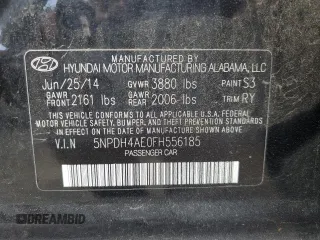 MANUFACTURED BY
HYUNDAI MOTOR MANUFACTURING ALABAMA, LLC
Jun/25/14 GVWR 3880 lbs PAINT S3
GAWR FRONT 2161 lbs GAWR REAR 2006 lbs TRIM RY
THIS VEHICLE CONFORMS TO ALL APPLICABLE U.S.A. FEDERAL
MOTOR VEHICLE SAFETY, BUMPER, AND THEFT PREVENTION
STANDARDS IN EFFECT ON THE DATE OF MANUFACTURE SHOWN ABOVE.
V.I.N 5NPDH4AE0FH556185
PASSENGER CAR
DREAMBID